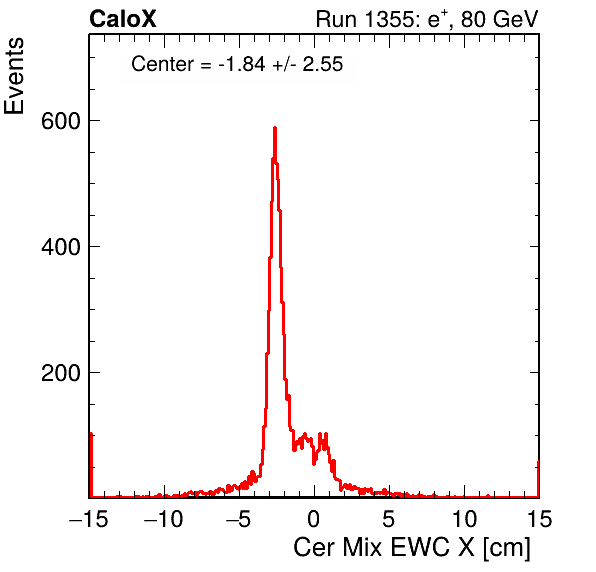 CaloX Run 1355: e⁺, 80 GeV
Center = -1.84 +/- 2.55
Events
600
400
200
−15 −10 −5 0 5 10 15
Cer Mix EWC X [cm]